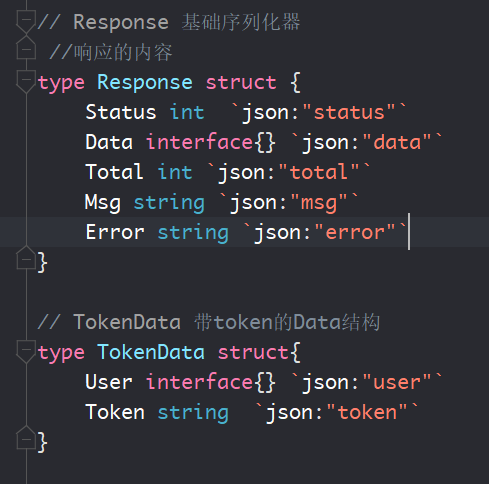 // Response 基础序列化器
//响应的内容
type Response struct {
    Status int  `json:"status"`
    Data interface{} `json:"data"`
    Total int `json:"total"`
    Msg string `json:"msg"`
    Error string `json:"error"`
}
// TokenData 带token的Data结构
type TokenData struct{
    User interface{} `json:"user"`
    Token string  `json:"token"`
}